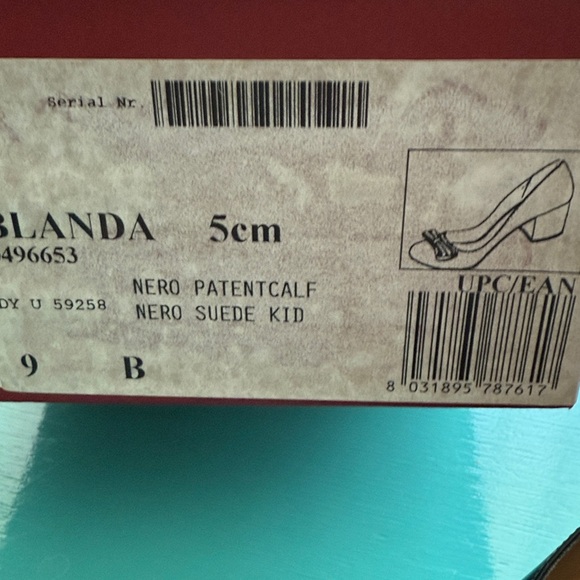 Serial Nr.
BLANDA 5cm
496653
NERO PATENTCALF
DY U 59258 NERO SUEDE KID
9 B
UPC/EAN
8 031895 787617